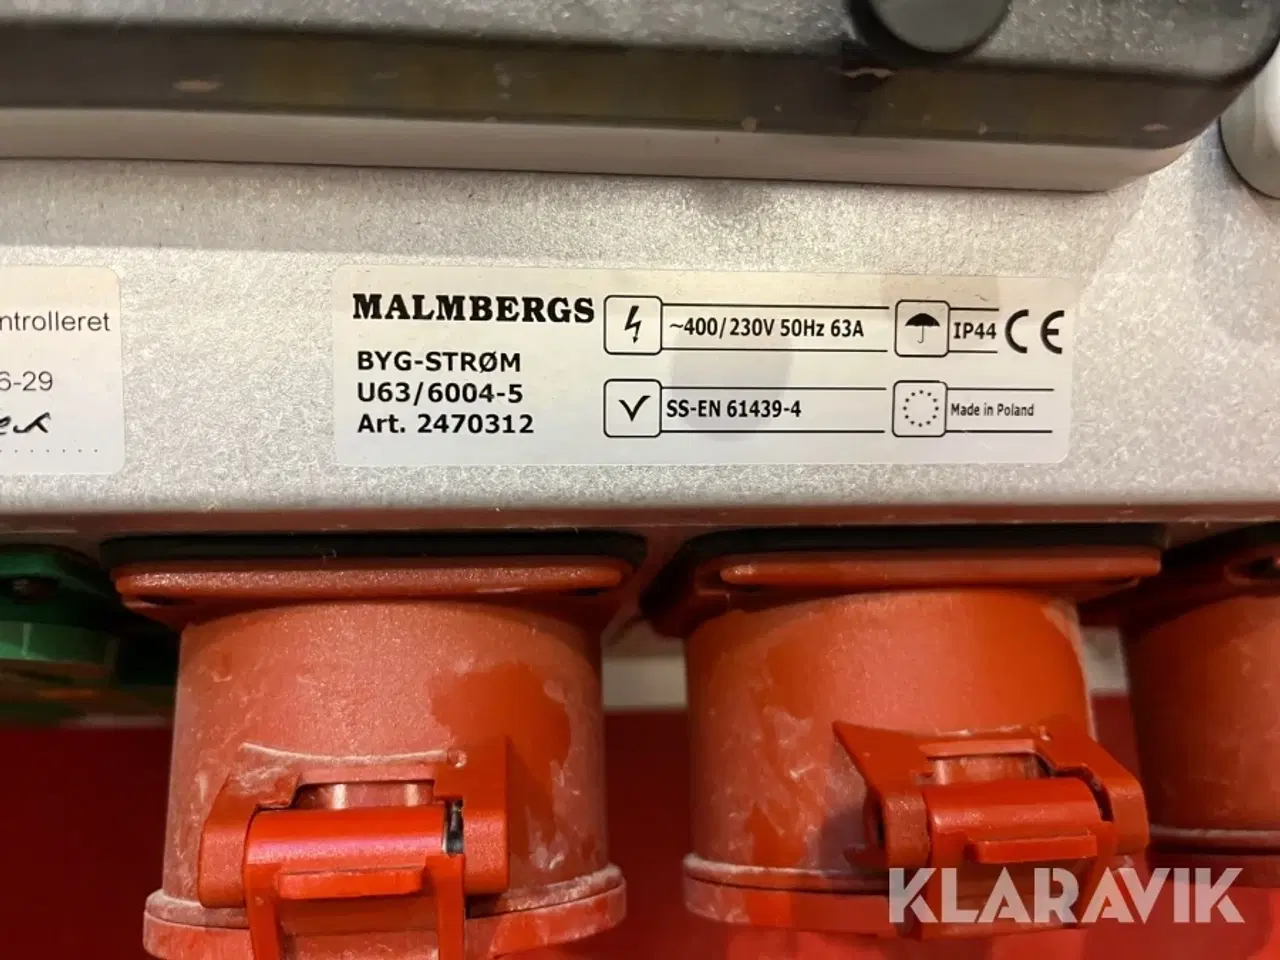 ntrolleret
6-29
MALMBERGS
BYG-STRØM
U63/6004-5
Art. 2470312
~400/230V 50Hz 63A
IP44 CE
SS-EN 61439-4
Made in Poland
KLARAVIK